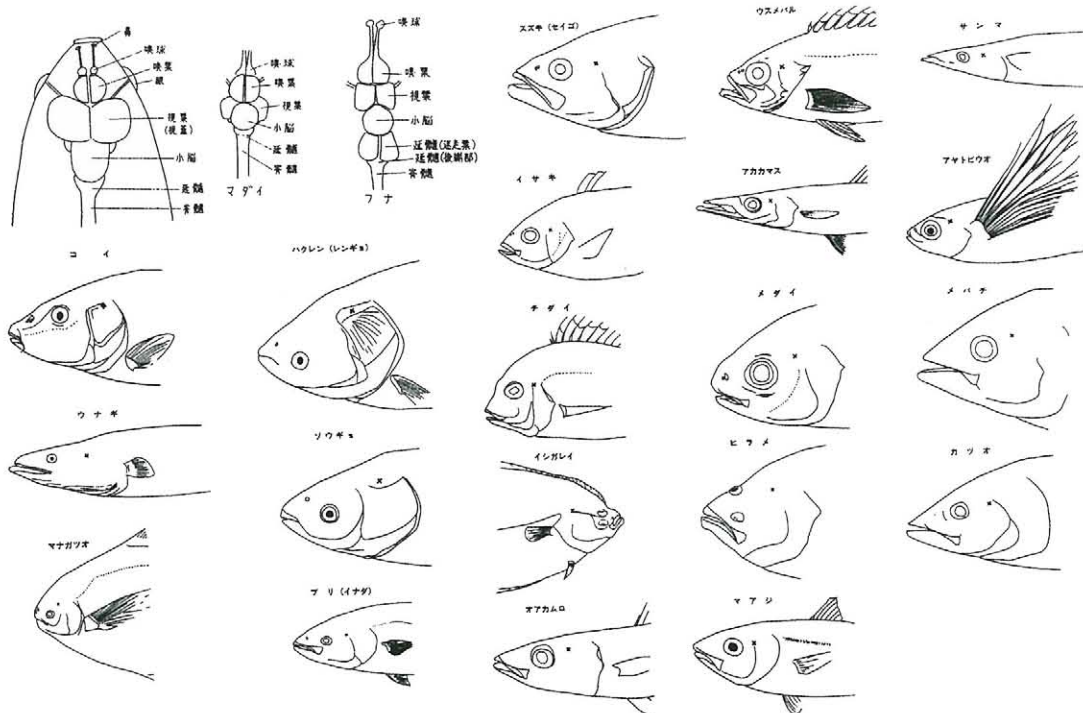 鼻
嗅球
嗅葉
眼
視葉
(視蓋)
小脳
延髄
脊髄
嗅球
嗅葉
視葉
小脳
延髄
脊髄
マダイ
嗅葉
視葉
小脳
延髄(迷走葉)
脊髄
フナ
嗅球
スズキ(セイゴ)
ウスメバル
サンマ
イサキ
アカカマス
アヤトビウオ
コイ
ハクレン(レンギョ)
チダイ
メダイ
メバチ
ウナギ
ソウギョ
イシガレイ
ヒラメ
カツオ
マナガツオ
ブリ(イナダ)
オアカムロ
マアジ